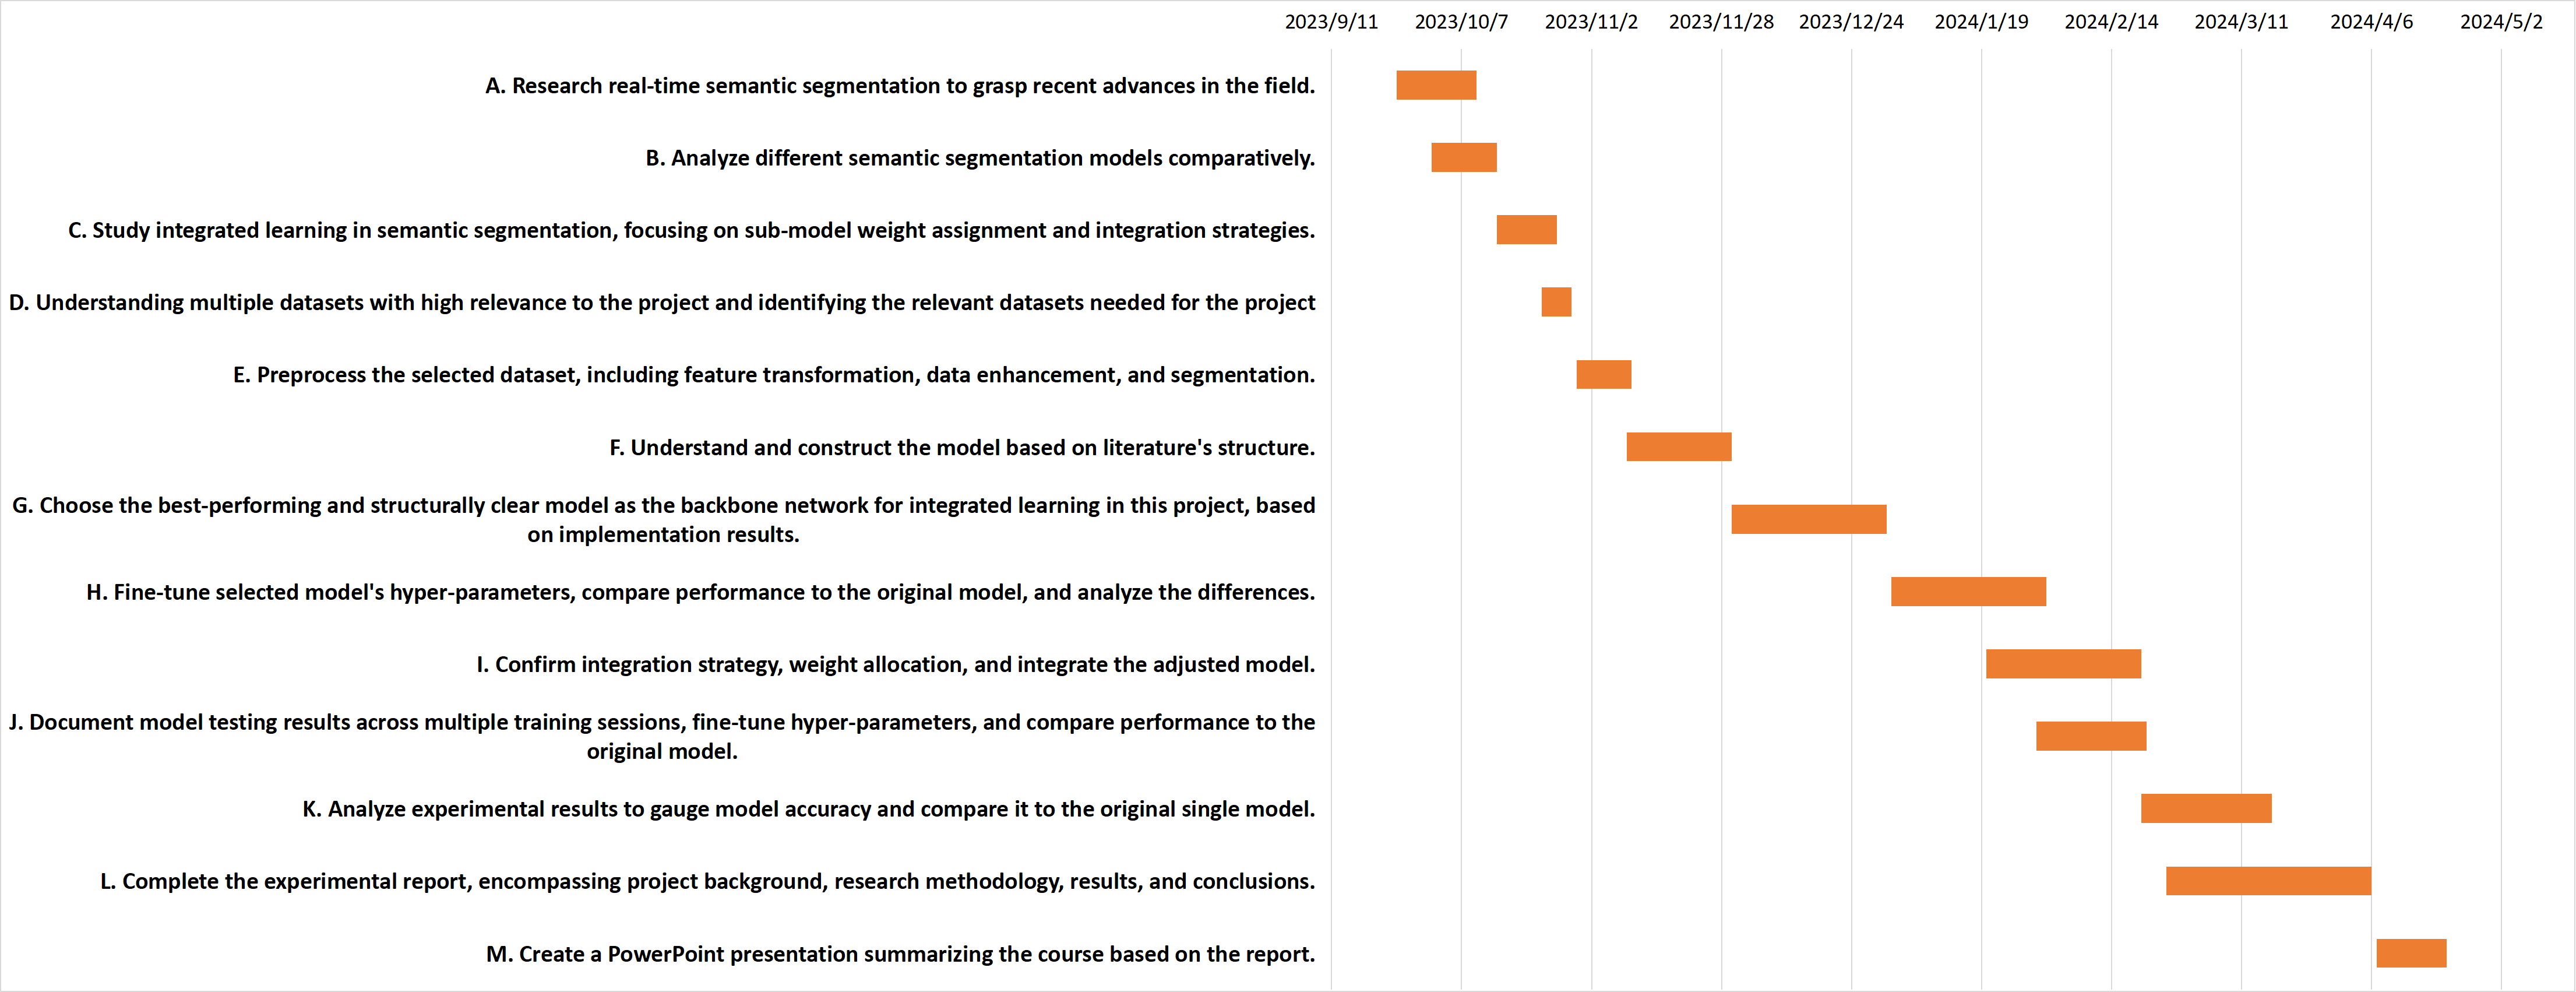 2023/9/11 2023/10/7 2023/11/2 2023/11/28 2023/12/24 2024/1/19 2024/2/14 2024/3/11 2024/4/6 2024/5/2
A. Research real-time semantic segmentation to grasp recent advances in the field.
B. Analyze different semantic segmentation models comparatively.
C. Study integrated learning in semantic segmentation, focusing on sub-model weight assignment and integration strategies.
D. Understanding multiple datasets with high relevance to the project and identifying the relevant datasets needed for the project
E. Preprocess the selected dataset, including feature transformation, data enhancement, and segmentation.
F. Understand and construct the model based on literature's structure.
G. Choose the best-performing and structurally clear model as the backbone network for integrated learning in this project, based
on implementation results.
H. Fine-tune selected model's hyper-parameters, compare performance to the original model, and analyze the differences.
I. Confirm integration strategy, weight allocation, and integrate the adjusted model.
J. Document model testing results across multiple training sessions, fine-tune hyper-parameters, and compare performance to the
original model.
K. Analyze experimental results to gauge model accuracy and compare it to the original single model.
L. Complete the experimental report, encompassing project background, research methodology, results, and conclusions.
M. Create a PowerPoint presentation summarizing the course based on the report.